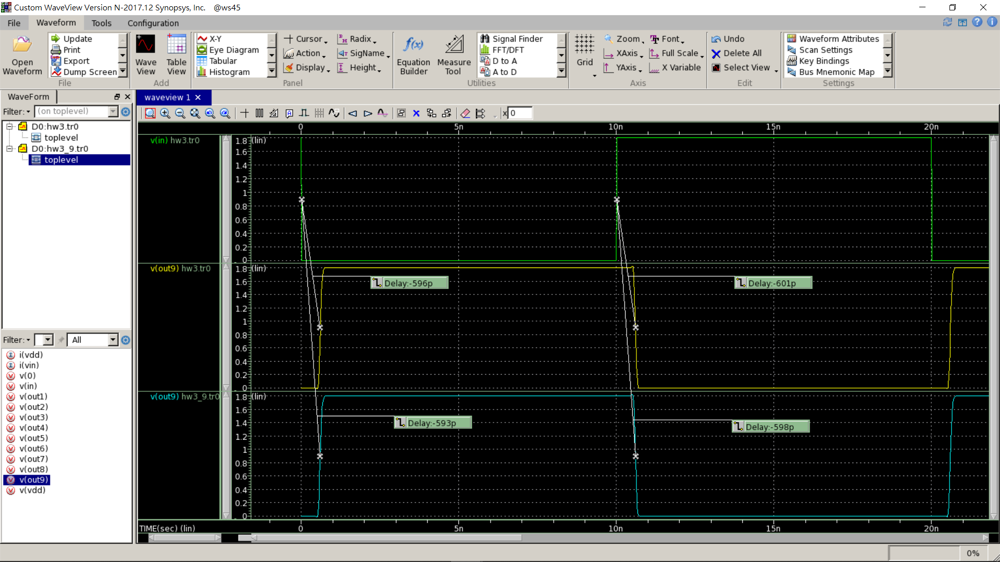 Custom WaveView Version N-2017.12 Synopsys, Inc.    @ws45
File Waveform Tools Configuration
Open Waveform
Update
Print
Export
Dump Screen
File
Wave View
Table View
Add
X-Y
Eye Diagram
Tabular
Histogram
Panel
Cursor
Action
Display
Radix
SigName
Height
Equation Builder
Measure Tool
Signal Finder
FFT/DFT
D to A
A to D
Utilities
Grid
Zoom
XAxis
YAxis
Font
Full Scale
X Variable
Axis
Undo
Delete All
Select View
Edit
Waveform Attributes
Scan Settings
Key Bindings
Bus Mnemonic Map
Settings
WaveForm
Filter: (on toplevel)
D0:hw3.tr0
toplevel
D0:hw3_9.tr0
toplevel
Filter: All
i(vdd)
i(vin)
v(0)
v(in)
v(out1)
v(out2)
v(out3)
v(out4)
v(out5)
v(out6)
v(out7)
v(out8)
v(out9)
v(vdd)
waveview 1
x 0
0 5n 10n 15n 20n
v(in) hw3.tr0
1.8 (lin)
1.6
1.4
1.2
1
0.8
0.6
0.4
0.2
0
v(out9) hw3.tr0
1.8 (lin)
1.6
1.4
1.2
1
0.8
0.6
0.4
0.2
0
Delay:-596p
Delay:-601p
v(out9) hw3_9.tr0
1.8 (lin)
1.6
1.4
1.2
1
0.8
0.6
0.4
0.2
0
Delay:-593p
Delay:-598p
TIME(sec) (lin) 0 5n 10n 15n 20n
0%